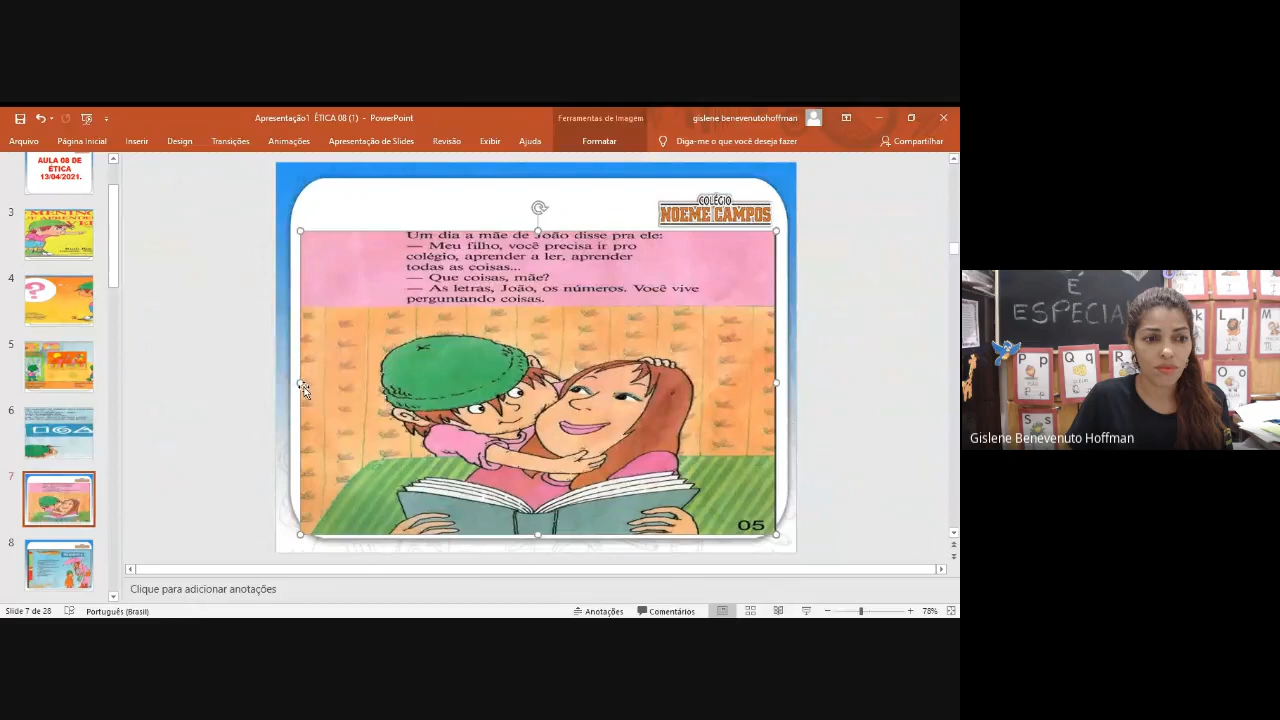 Apresentação1 ÉTICA 08 (1) - PowerPoint
Ferramentas de Imagem
gislene benevenutohoffman
Arquivo
Página Inicial
Inserir
Design
Transições
Animações
Apresentação de Slides
Revisão
Exibir
Ajuda
Formatar
Diga-me o que você deseja fazer
Compartilhar
AULA 08 DE
ÉTICA
13/04/2021.
3
4
5
6
7
8
COLÉGIO
NOEME CAMPOS
Um dia a mãe de João disse pra ele:
— Meu filho, você precisa ir pro
colégio, aprender a ler, aprender
todas as coisas...
— Que coisas, mãe?
— As letras, João, os números. Você vive
perguntando coisas.
05
Clique para adicionar anotações
Slide 7 de 28
Português (Brasil)
Anotações
Comentários
78%
É
ESPECIA
L l
P p
Q q
R
S s
O o
Gislene Benevenuto Hoffman